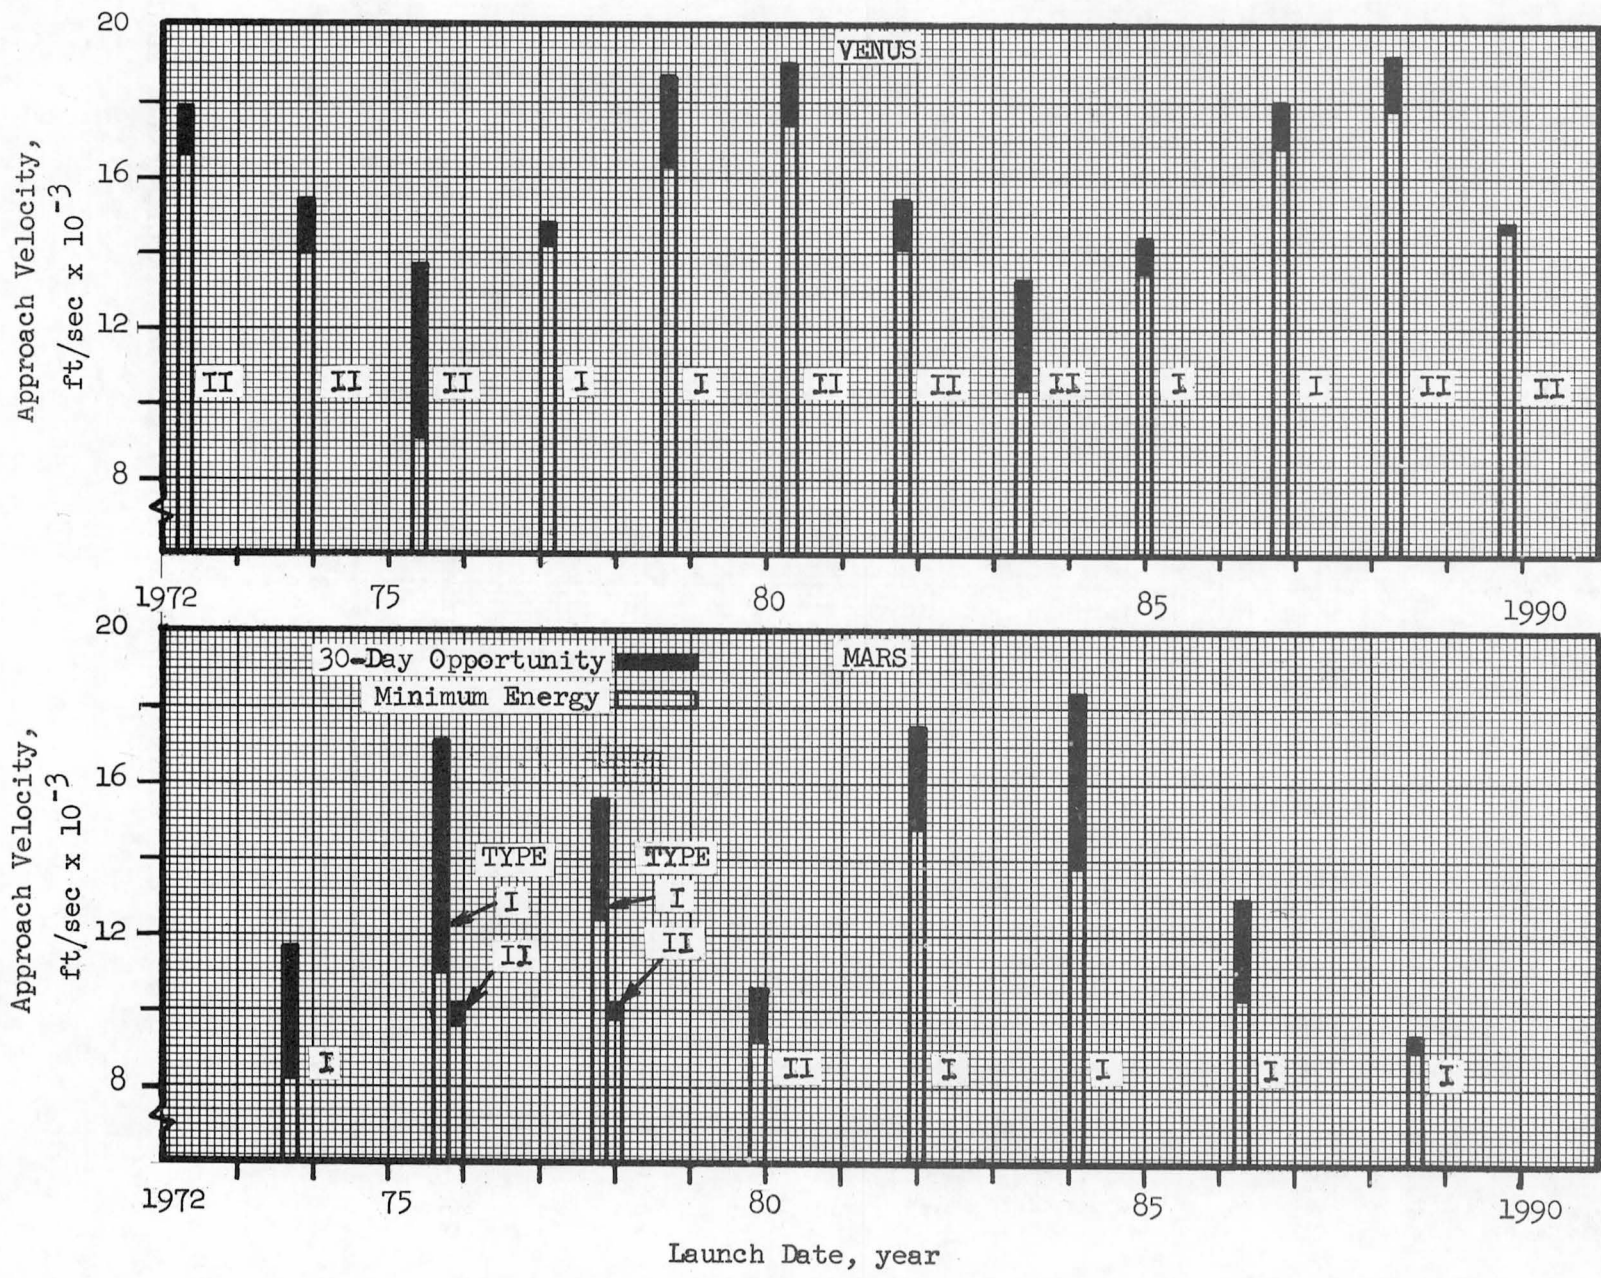 20
VENUS
16
12
8
Approach Velocity,
ft/sec x 10-3
II
II
II
I
I
II
II
II
I
I
II
II
1972
75
80
85
1990
20
30-Day Opportunity
Minimum Energy
MARS
16
12
8
Approach Velocity,
ft/sec x 10-3
TYPE
I
II
TYPE
I
II
I
II
I
I
I
I
1972
75
80
85
1990
Launch Date, year